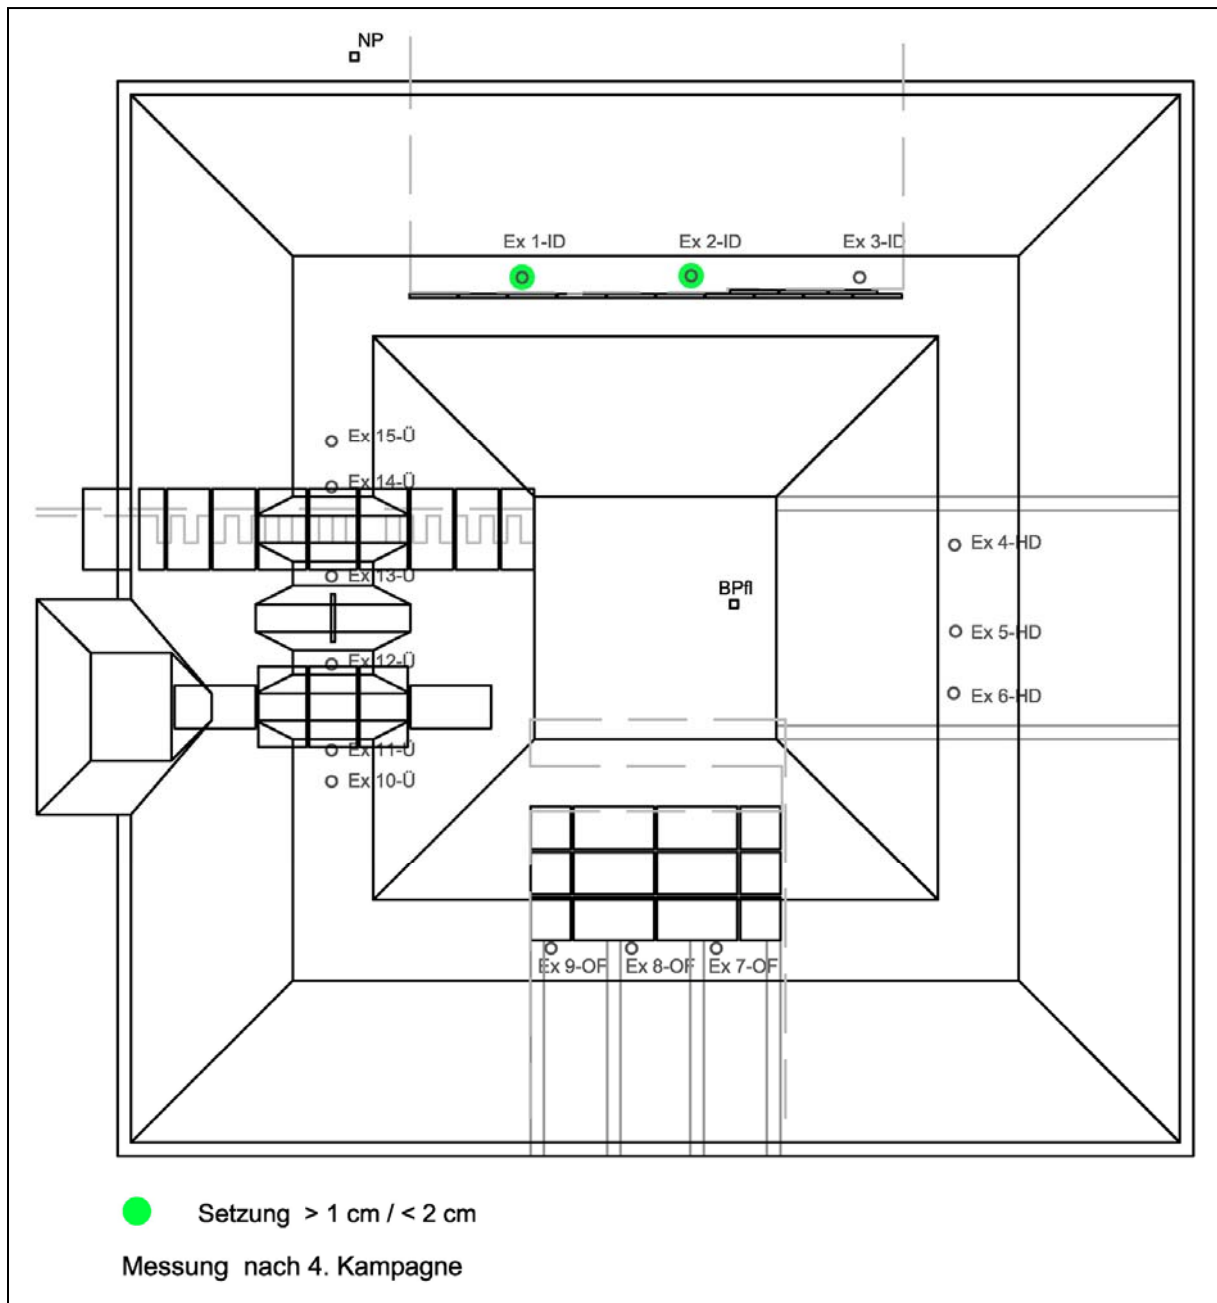 NP
Ex 1-ID
Ex 2-ID
Ex 3-ID
Ex 15-Ü
Ex 14-Ü
Ex 4-HD
Ex 13-Ü
BPfl
Ex 5-HD
Ex 12-Ü
Ex 6-HD
Ex 11-Ü
Ex 10-Ü
Ex 9-OF
Ex 8-OF
Ex 7-OF
Setzung > 1 cm / < 2 cm
Messung nach 4. Kampagne